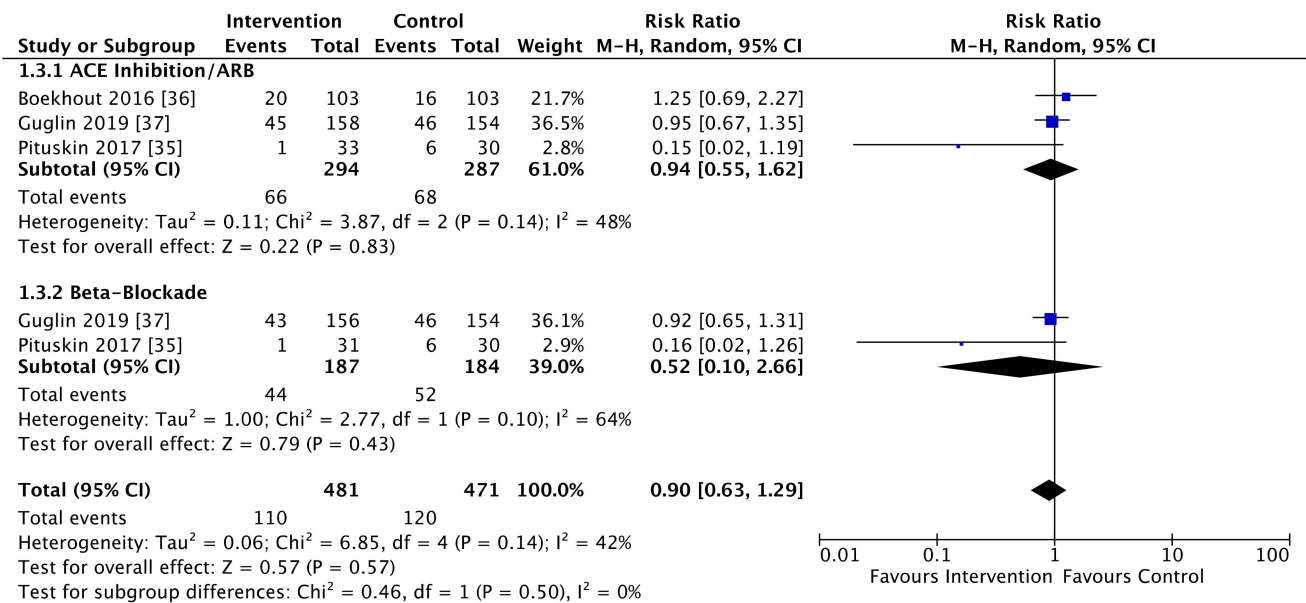 Intervention Control Risk Ratio Risk Ratio
Study or Subgroup Events Total Events Total Weight M-H, Random, 95% CI M-H, Random, 95% CI
1.3.1 ACE Inhibition/ARB
Boekhout 2016 [36] 20 103 16 103 21.7% 1.25 [0.69, 2.27]
Guglin 2019 [37] 45 158 46 154 36.5% 0.95 [0.67, 1.35]
Pituskin 2017 [35] 1 33 6 30 2.8% 0.15 [0.02, 1.19]
Subtotal (95% CI) 294 287 61.0% 0.94 [0.55, 1.62]
Total events 66 68
Heterogeneity: Tau² = 0.11; Chi² = 3.87, df = 2 (P = 0.14); I² = 48%
Test for overall effect: Z = 0.22 (P = 0.83)
1.3.2 Beta-Blockade
Guglin 2019 [37] 43 156 46 154 36.1% 0.92 [0.65, 1.31]
Pituskin 2017 [35] 1 31 6 30 2.9% 0.16 [0.02, 1.26]
Subtotal (95% CI) 187 184 39.0% 0.52 [0.10, 2.66]
Total events 44 52
Heterogeneity: Tau² = 1.00; Chi² = 2.77, df = 1 (P = 0.10); I² = 64%
Test for overall effect: Z = 0.79 (P = 0.43)
Total (95% CI) 481 471 100.0% 0.90 [0.63, 1.29]
Total events 110 120
Heterogeneity: Tau² = 0.06; Chi² = 6.85, df = 4 (P = 0.14); I² = 42%
Test for overall effect: Z = 0.57 (P = 0.57)
Test for subgroup differences: Chi² = 0.46, df = 1 (P = 0.50), I² = 0%
0.01 0.1 1 10 100
Favours Intervention Favours Control